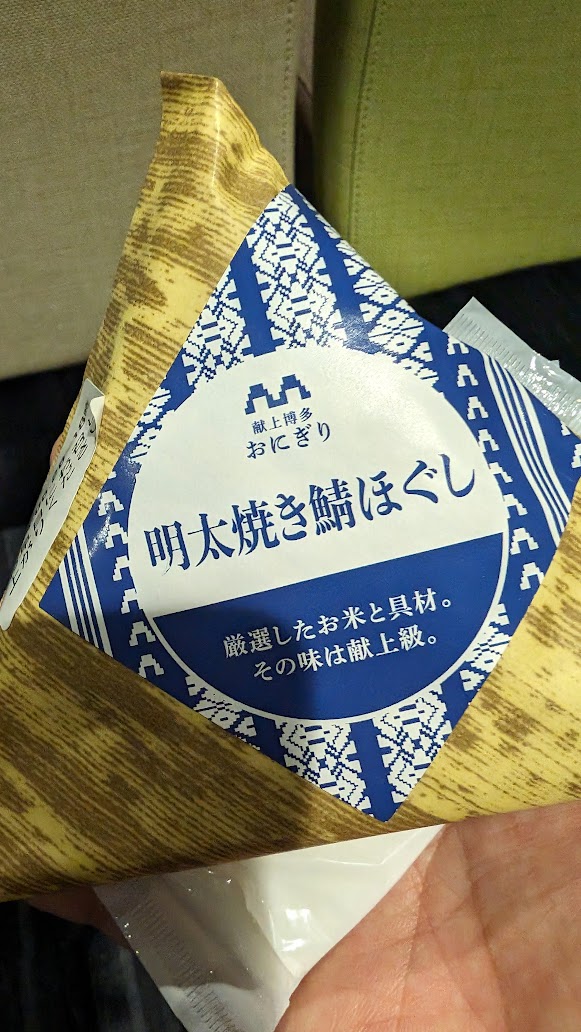 献上博多
おにぎり
明太焼き鯖ほぐし
厳選したお米と具材。
その味は献上級。